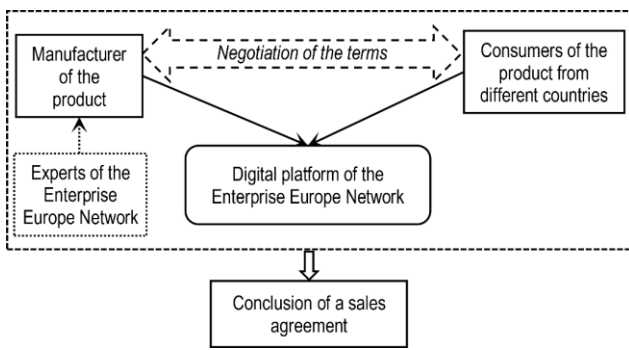 Manufacturer
of the
product
Negotiation of the terms
Consumers of the
product from
different countries
Experts of the
Enterprise
Europe Network
Digital platform of the
Enterprise Europe Network
Conclusion of a sales
agreement